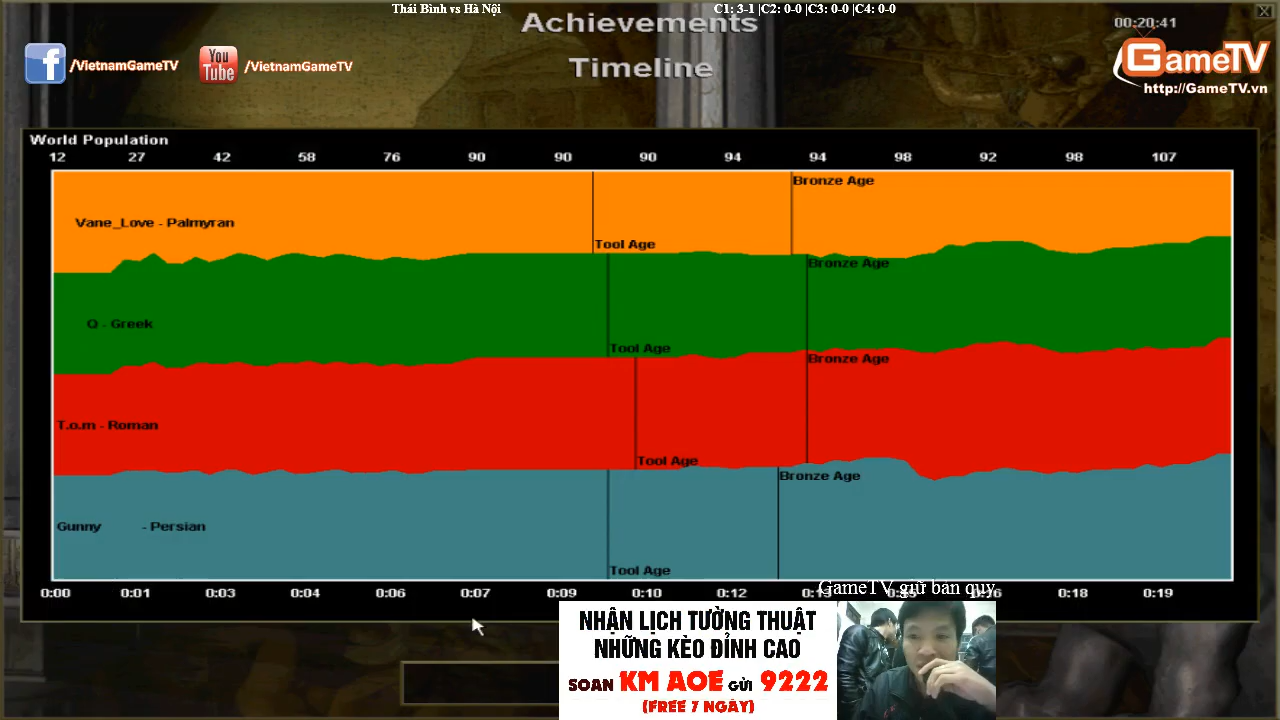 Thái Bình vs Hà Nội
C1: 3-1 |C2: 0-0 |C3: 0-0 |C4: 0-0
Achievements
00:20:41
Timeline
/VietnamGameTV
You Tube
/VietnamGameTV
GameTV
http://GameTV.vn
World Population
12 27 42 58 76 90 90 90 94 94 98 92 98 107
Bronze Age
Vane_Love - Palmyran
Tool Age
Bronze Age
Q - Greek
Tool Age
Bronze Age
T.o.m - Roman
Tool Age
Bronze Age
Gunny - Persian
Tool Age
0:00 0:01 0:03 0:04 0:06 0:07 0:09 0:10 0:12 0:18 0:19
GameTV giữ bản quy
NHẬN LỊCH TƯỜNG THUẬT
NHỮNG KÈO ĐỈNH CAO
SOẠN KM AOE GỬI 9222
(FREE 7 NGÀY)